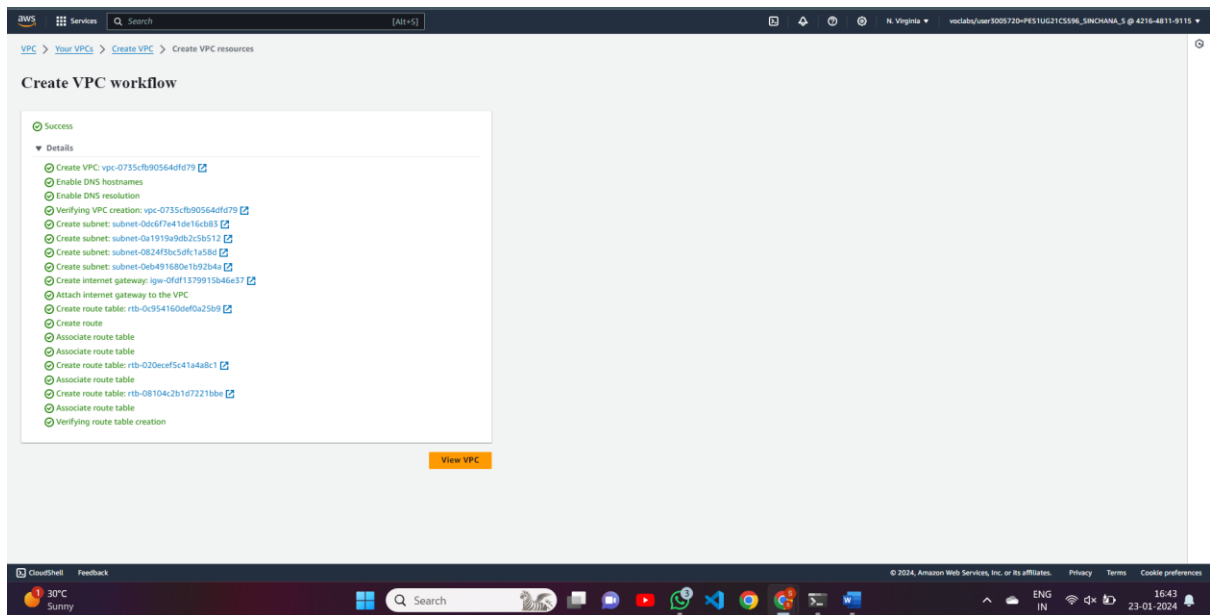 aws Services Search [Alt+S] N. Virginia voclabs/user3005720=PES1UG21CS596_SINCHANA_S @ 4216-4811-9115
VPC > Your VPCs > Create VPC > Create VPC resources
Create VPC workflow
Success
Details
Create VPC: vpc-0735cfb90564dfd79
Enable DNS hostnames
Enable DNS resolution
Verifying VPC creation: vpc-0735cfb90564dfd79
Create subnet: subnet-0dc6f7e41de16cb83
Create subnet: subnet-0a1919a9db2c5b512
Create subnet: subnet-0824f3bc5dfc1a58d
Create subnet: subnet-0eb491680e1b92b4a
Create internet gateway: igw-0fdf1379915b46e37
Attach internet gateway to the VPC
Create route table: rtb-0c954160def0a25b9
Create route
Associate route table
Associate route table
Create route table: rtb-020ecef5c41a4a8c1
Associate route table
Create route table: rtb-08104c2b1d7221bbe
Associate route table
Verifying route table creation
View VPC
CloudShell Feedback © 2024, Amazon Web Services, Inc. or its affiliates. Privacy Terms Cookie preferences
1 30°C Search 3 ENG 16:43
Sunny IN 23-01-2024